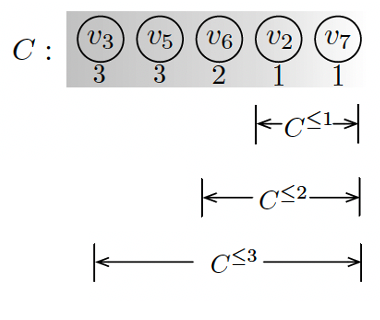 C : v₃ v₅ v₆ v₂ v₇
3 3 2 1 1
C^{≤1}
C^{≤2}
C^{≤3}